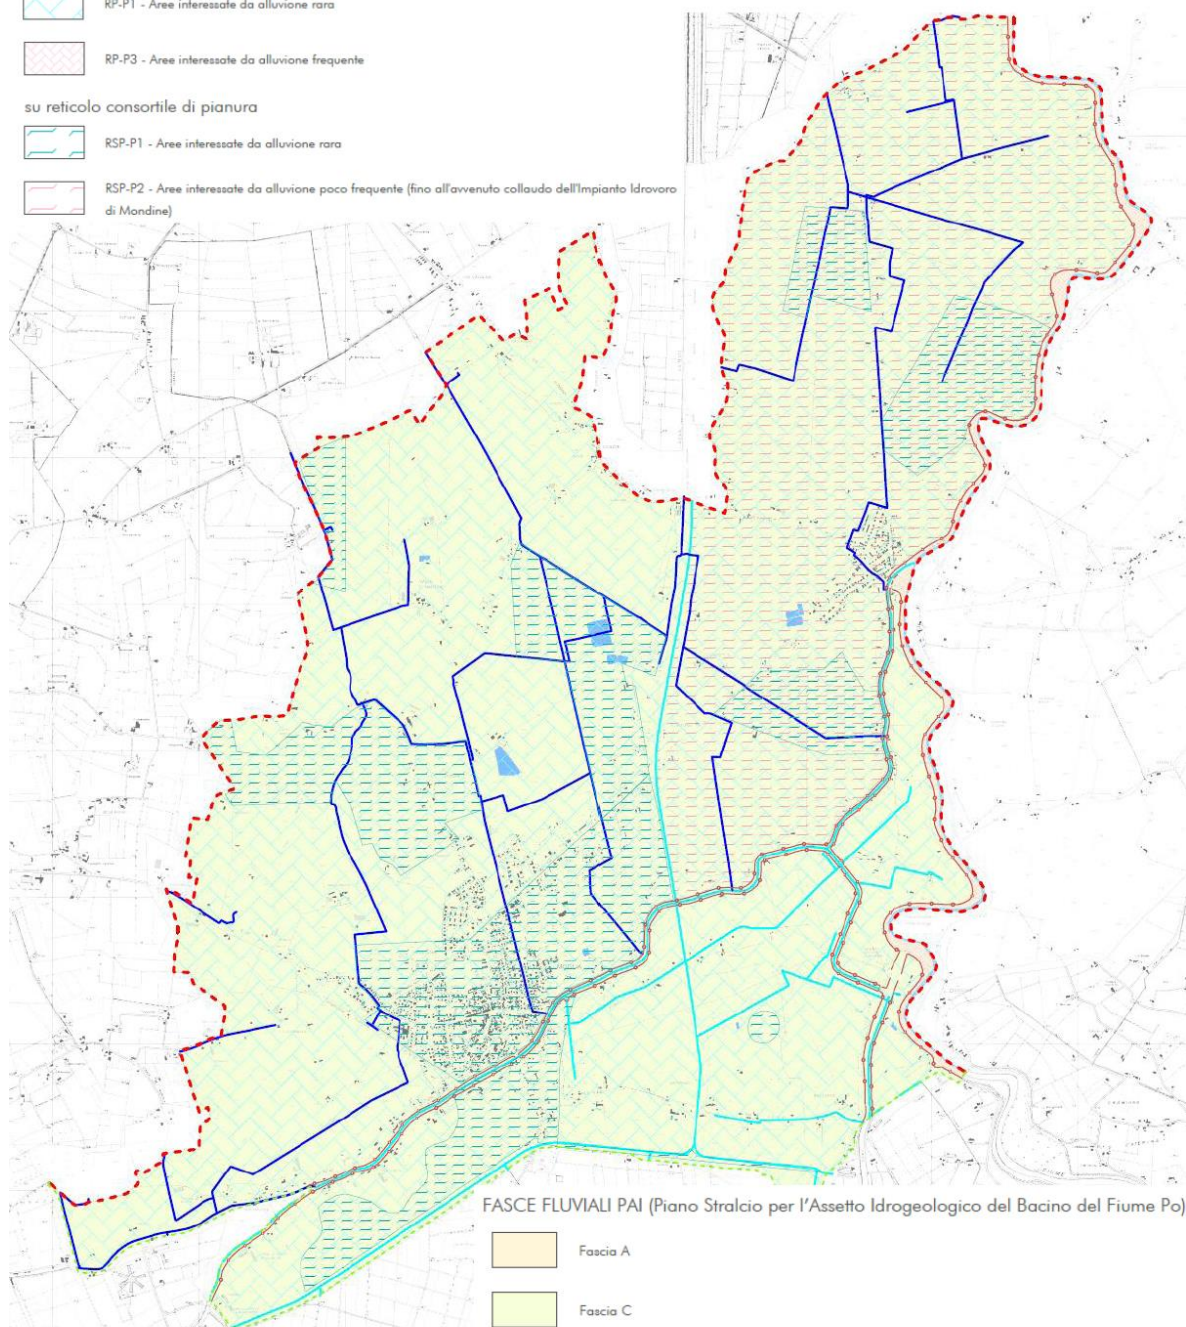 RP-P1 - Aree interessate da alluvione rara
RP-P3 - Aree interessate da alluvione frequente
su reticolo consortile di pianura
RSP-P1 - Aree interessate da alluvione rara
RSP-P2 - Aree interessate da alluvione poco frequente (fino all'avvenuto collaudo dell'Impianto Idrovoro
di Mondine)
FASCE FLUVIALI PAI (Piano Stralcio per l'Assetto Idrogeologico del Bacino del Fiume Po)
Fascia A
Fascia C